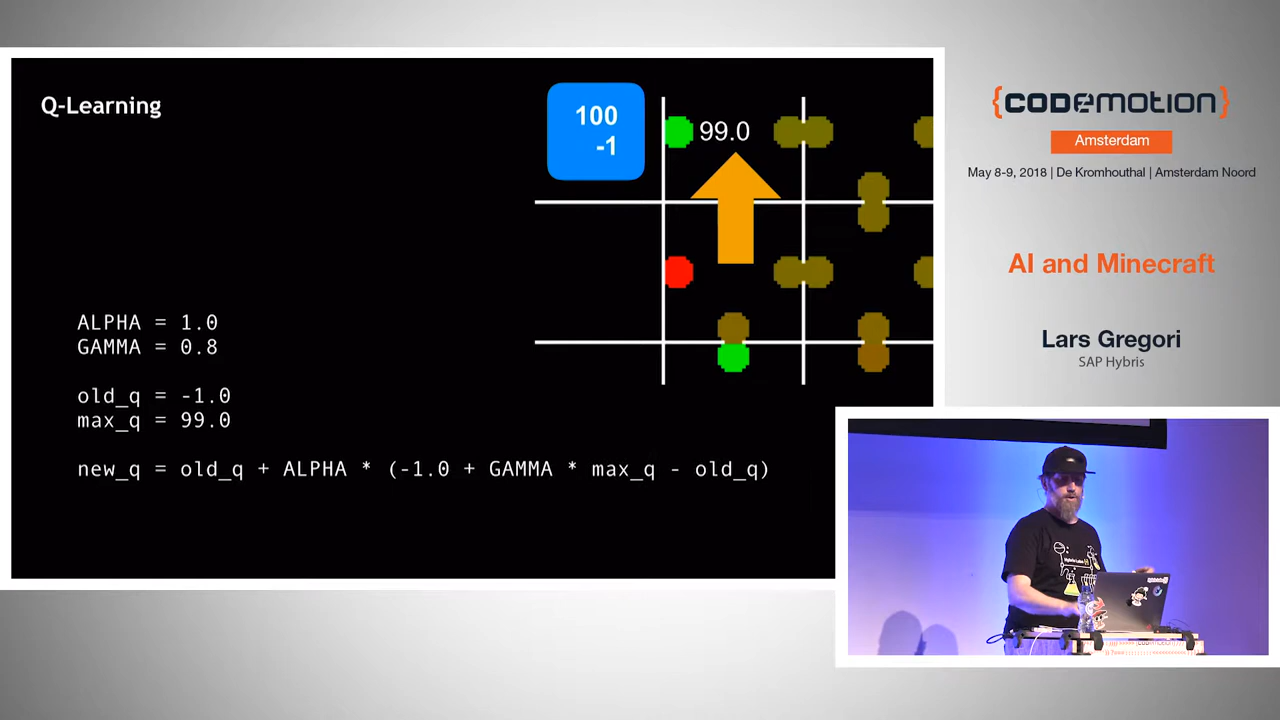 Q-Learning
100
-1
99.0
ALPHA = 1.0
GAMMA = 0.8
old_q = -1.0
max_q = 99.0
new_q = old_q + ALPHA * (-1.0 + GAMMA * max_q - old_q)
{CODEMOTION}
Amsterdam
May 8-9, 2018 | De Kromhouthal | Amsterdam Noord
AI and Minecraft
Lars Gregori
SAP Hybris